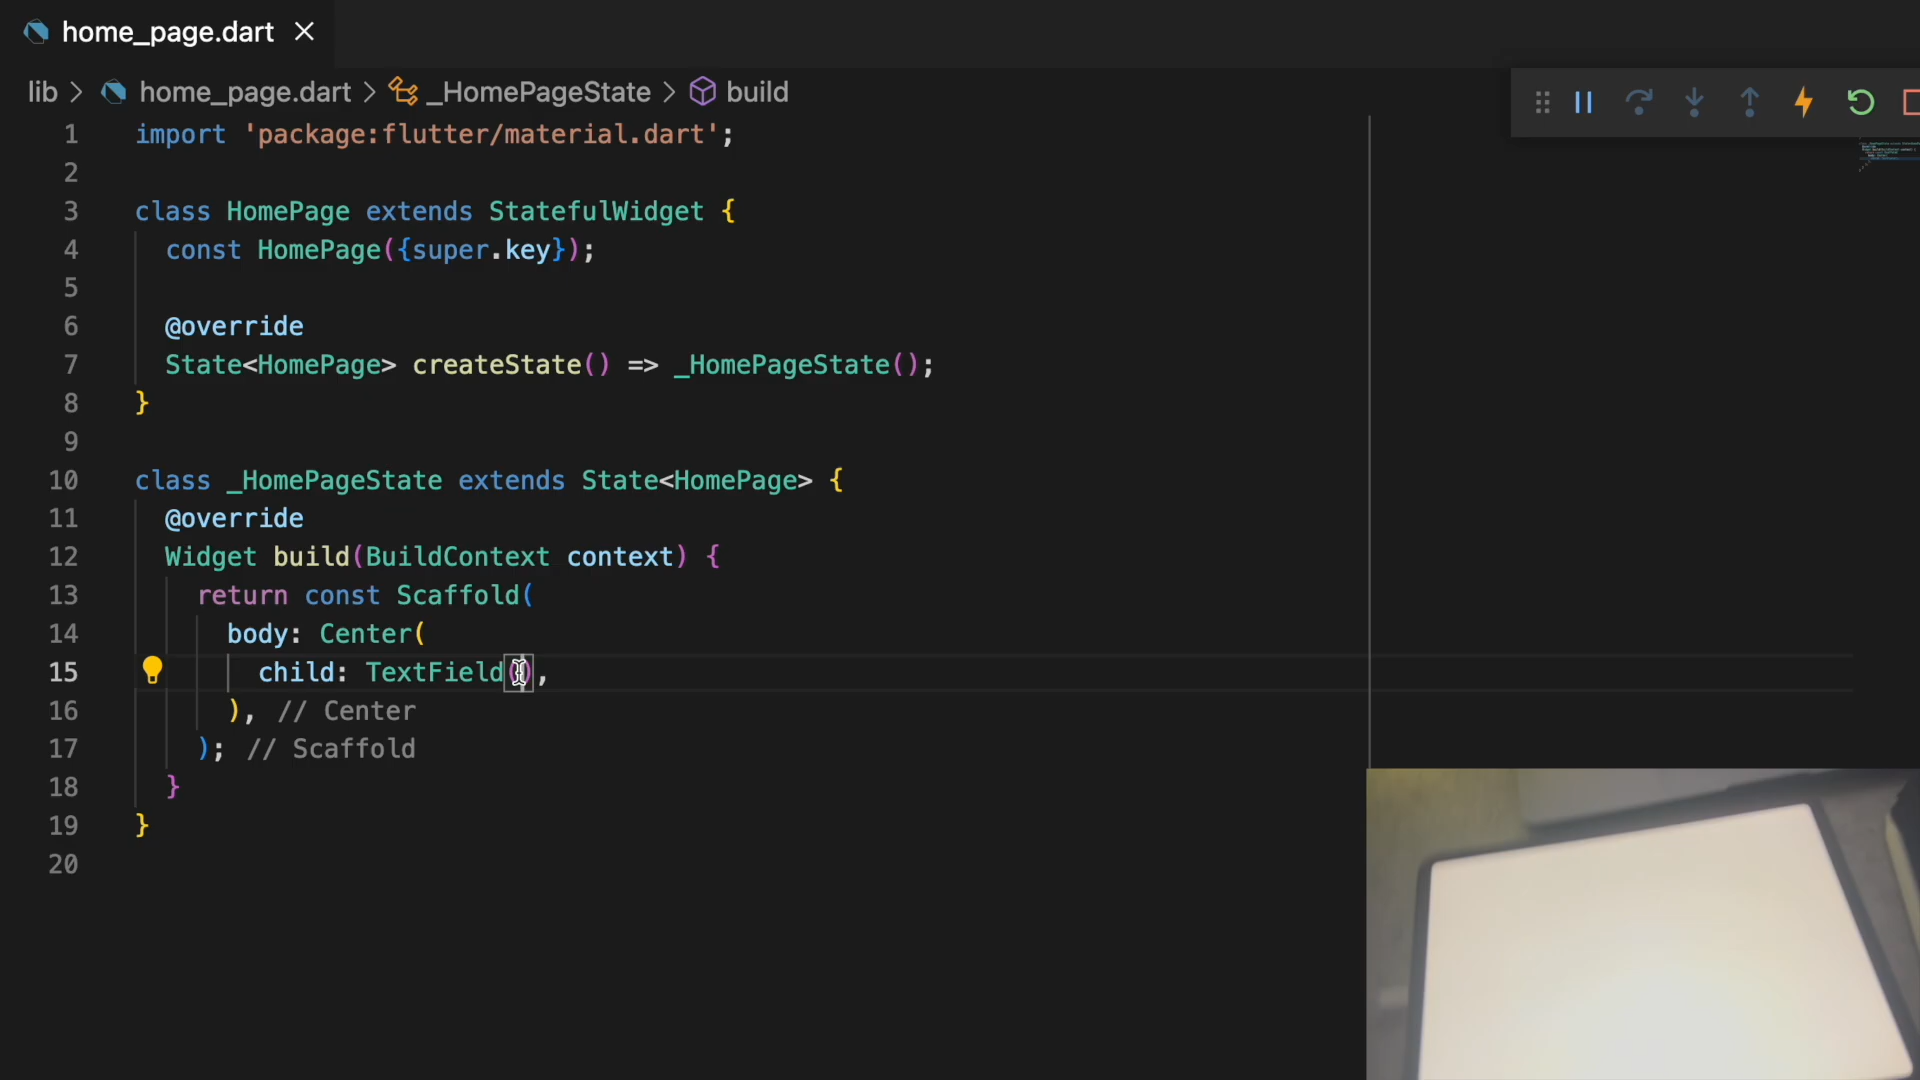 home_page.dart
lib > home_page.dart > _HomePageState > build
1 import 'package:flutter/material.dart';
2
3 class HomePage extends StatefulWidget {
4 const HomePage({super.key});
5
6 @override
7 State<HomePage> createState() => _HomePageState();
8 }
9
10 class _HomePageState extends State<HomePage> {
11 @override
12 Widget build(BuildContext context) {
13 return const Scaffold(
14 body: Center(
15 child: TextField(),
16 ), // Center
17 ); // Scaffold
18 }
19 }
20